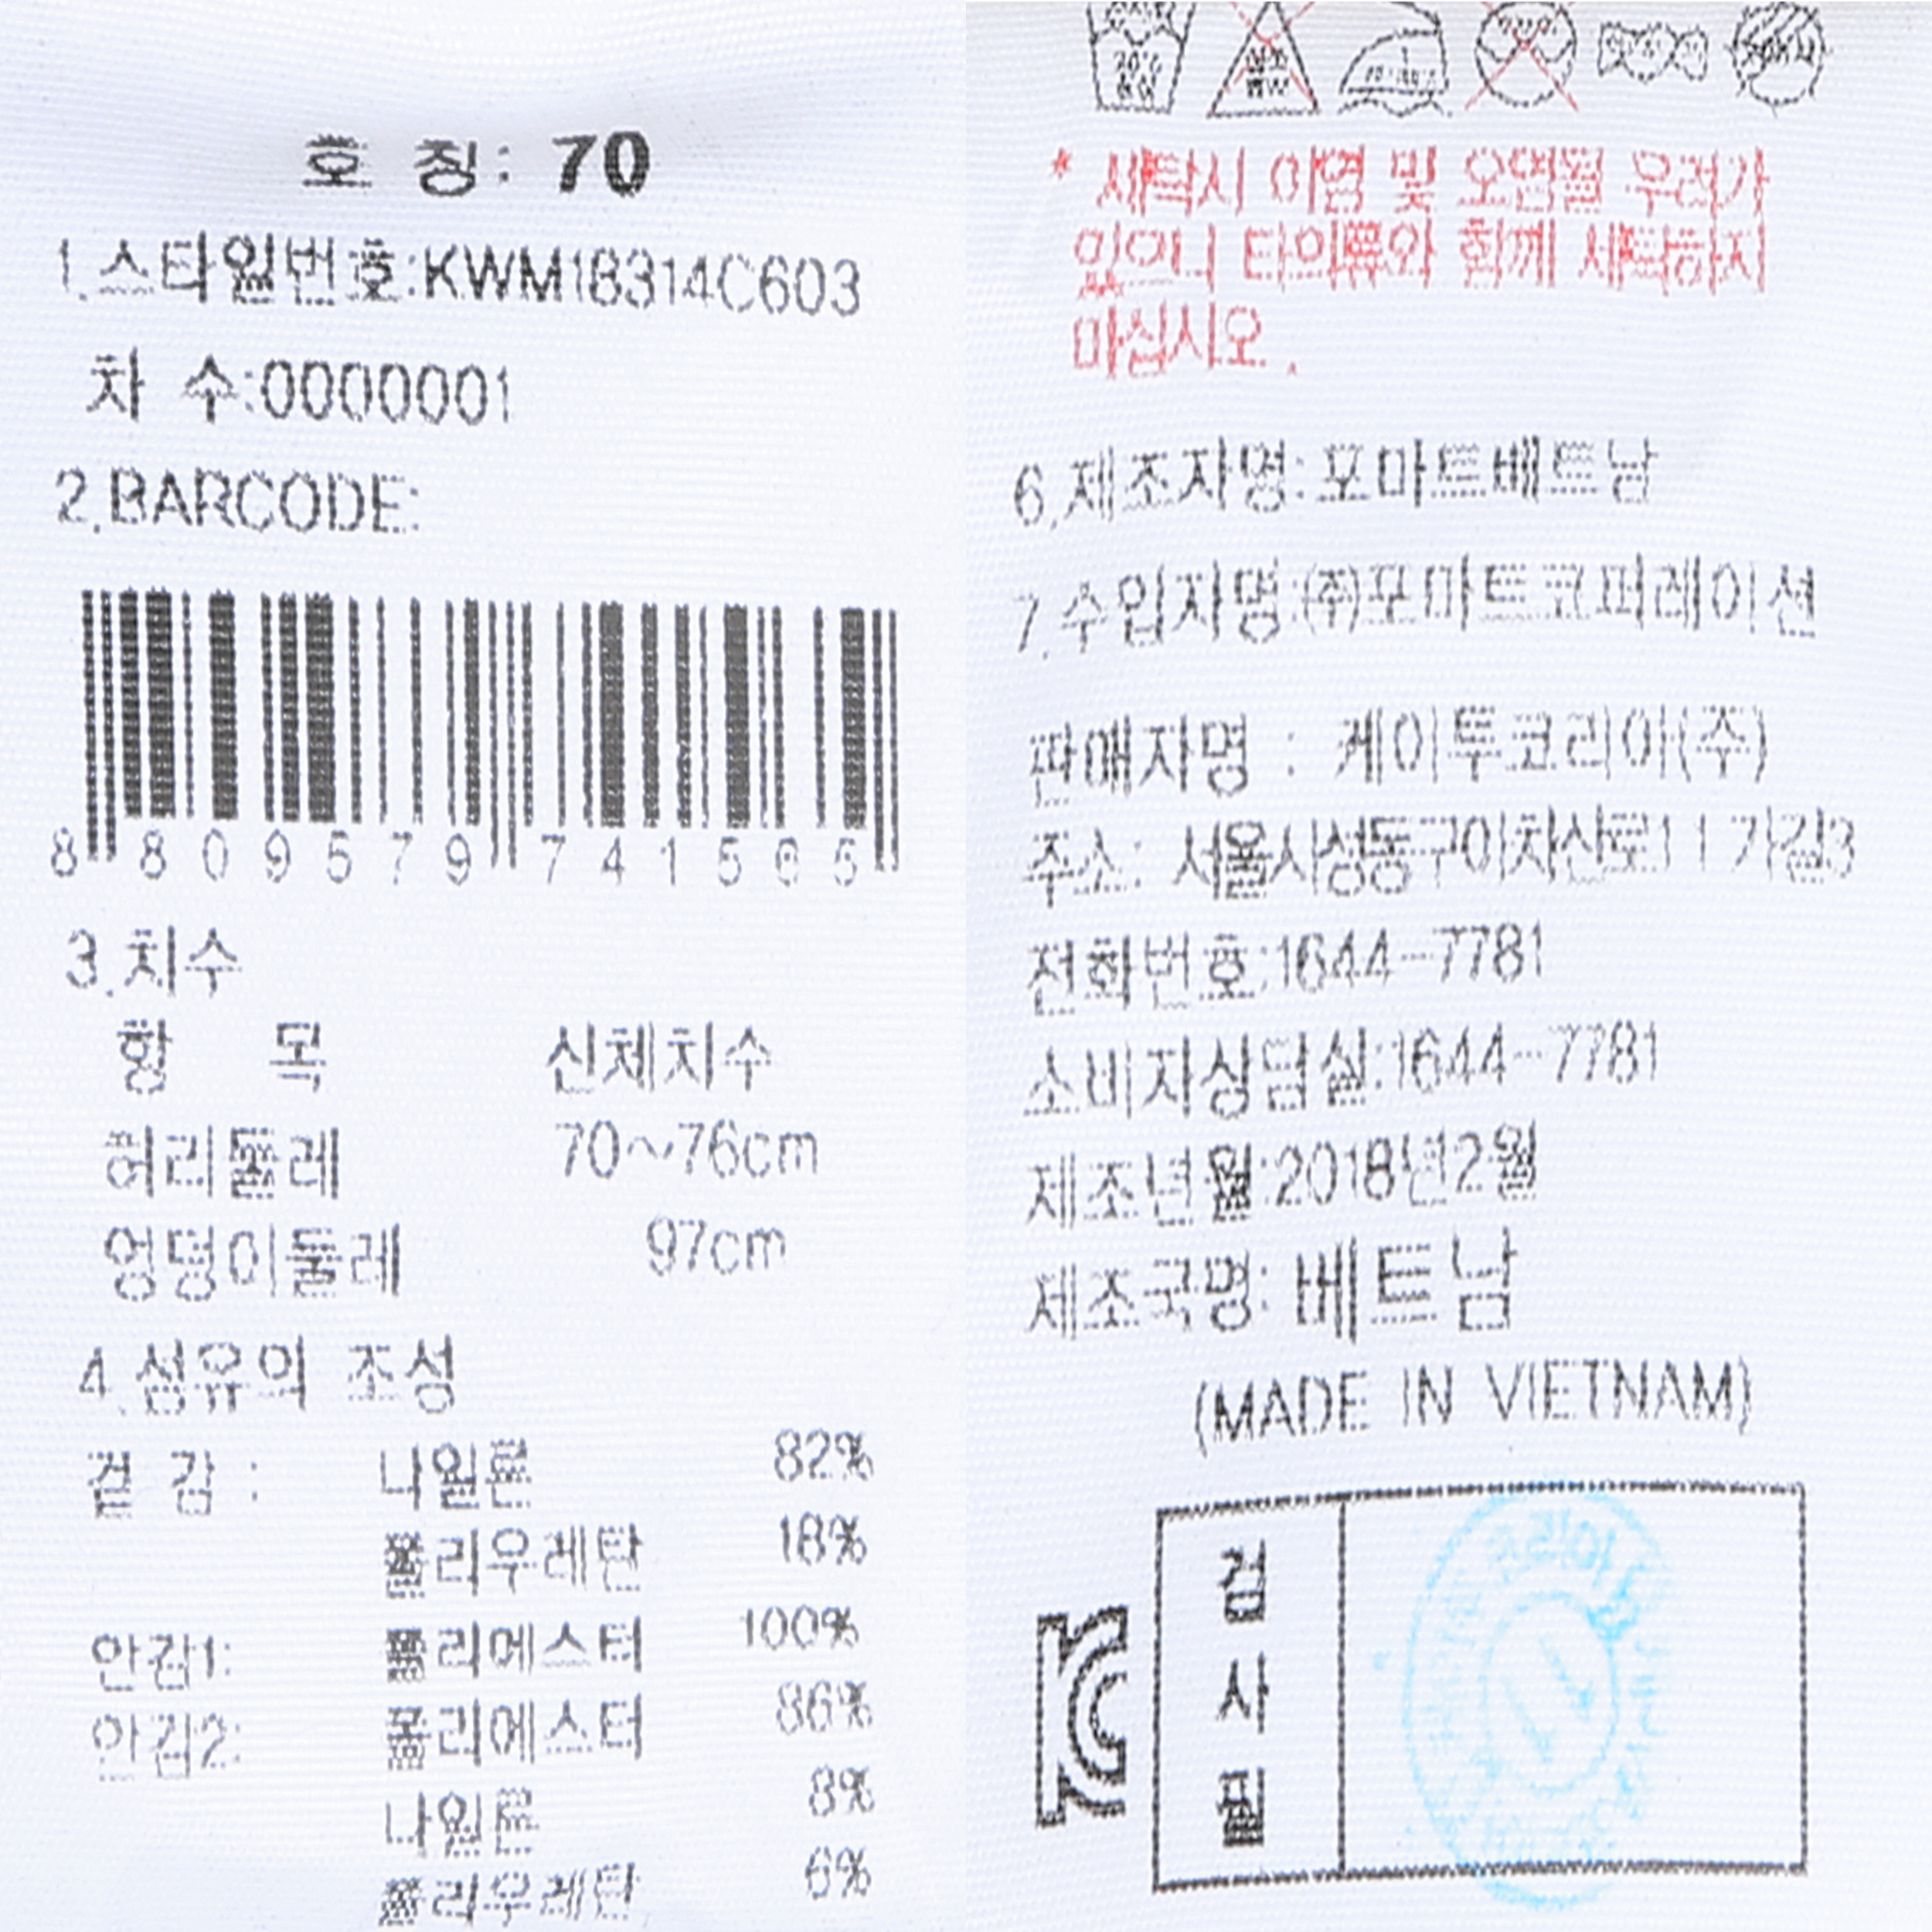 호 칭: 70
1.스타일번호:KWM18314C603
차 수:0000001
2.BARCODE:
8 809579 741565
3.치수
항 목 신체치수
허리둘레 70~76cm
엉덩이둘레 97cm
4.섬유의 조성
겉 감 : 나일론 82%
폴리우레탄 18%
안감1: 폴리에스터 100%
안감2: 폴리에스터 86%
나일론 8%
폴리우레탄 6%
* 세탁시 이염 및 오염될 우려가
있으니 타의류와 함께 세탁하지
마십시오.
6.제조자명:포마트베트남
7.수입자명:㈜포마트코퍼레이션
판매자명 : 케이투코리아(주)
주소: 서울시성동구아차산로11가길3
전화번호:1644-7781
소비자상담실:1644-7781
제조년월:2018년2월
제조국명: 베트남
(MADE IN VIETNAM)
검
사
필